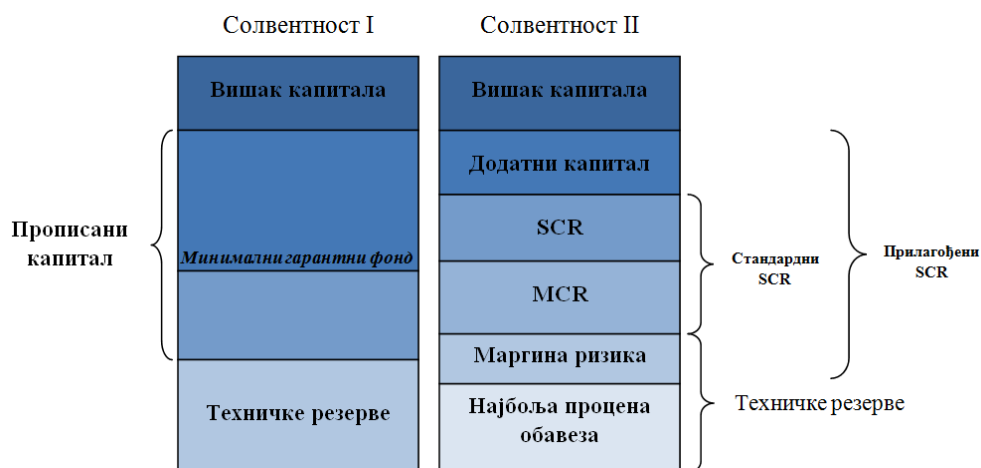 Солвентност I
Солвентност II
Вишак капитала
Прописани
капитал
Минимални гарантни фонд
Техничке резерве
Вишак капитала
Додатни капитал
SCR
MCR
Маргина ризика
Најбоља процена
обавеза
Стандардни
SCR
Прилагођени
SCR
Техничке резерве